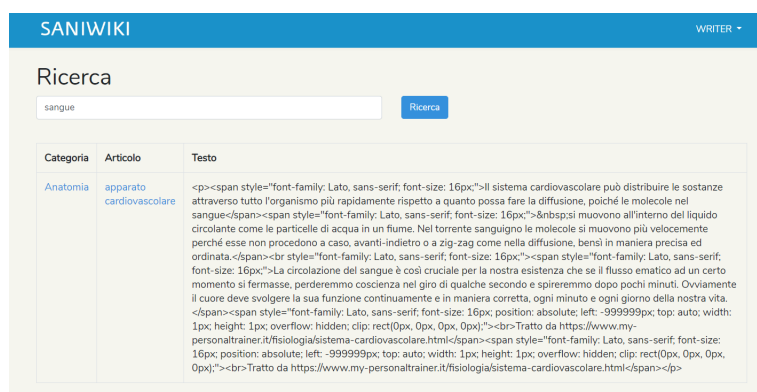 SANIWIKI WRITER
Ricerca
sangue Ricerca
Categoria Articolo Testo
Anatomia apparato <p><span style="font-family: Lato, sans-serif; font-size: 16px;">Il sistema cardiovascolare può distribuire le sostanze
cardiovascolare attraverso tutto l'organismo più rapidamente rispetto a quanto possa fare la diffusione, poiché le molecole nel
sangue</span><span style="font-family: Lato, sans-serif; font-size: 16px;">&nbsp;si muovono all'interno del liquido
circolante come le particelle di acqua in un fiume. Nel torrente sanguigno le molecole si muovono più velocemente
perché esse non procedono a caso, avanti-indietro o a zig-zag come nella diffusione, bensì in maniera precisa ed
ordinata.</span><br style="font-family: Lato, sans-serif; font-size: 16px;"><span style="font-family: Lato, sans-serif;
font-size: 16px;">La circolazione del sangue è così cruciale per la nostra esistenza che se il flusso ematico ad un certo
momento si fermasse, perderemmo coscienza nel giro di qualche secondo e spireremmo dopo pochi minuti. Ovviamente
il cuore deve svolgere la sua funzione continuamente e in maniera corretta, ogni minuto e ogni giorno della nostra vita.
</span><span style="font-family: Lato, sans-serif; font-size: 16px; position: absolute; left: -999999px; top: auto; width:
1px; height: 1px; overflow: hidden; clip: rect(0px, 0px, 0px, 0px);"><br>Tratto da https://www.my-
personaltrainer.it/fisiologia/sistema-cardiovascolare.html</span><span style="font-family: Lato, sans-serif; font-size:
16px; position: absolute; left: -999999px; top: auto; width: 1px; height: 1px; overflow: hidden; clip: rect(0px, 0px, 0px,
0px);"><br>Tratto da https://www.my-personaltrainer.it/fisiologia/sistema-cardiovascolare.html</span></p>